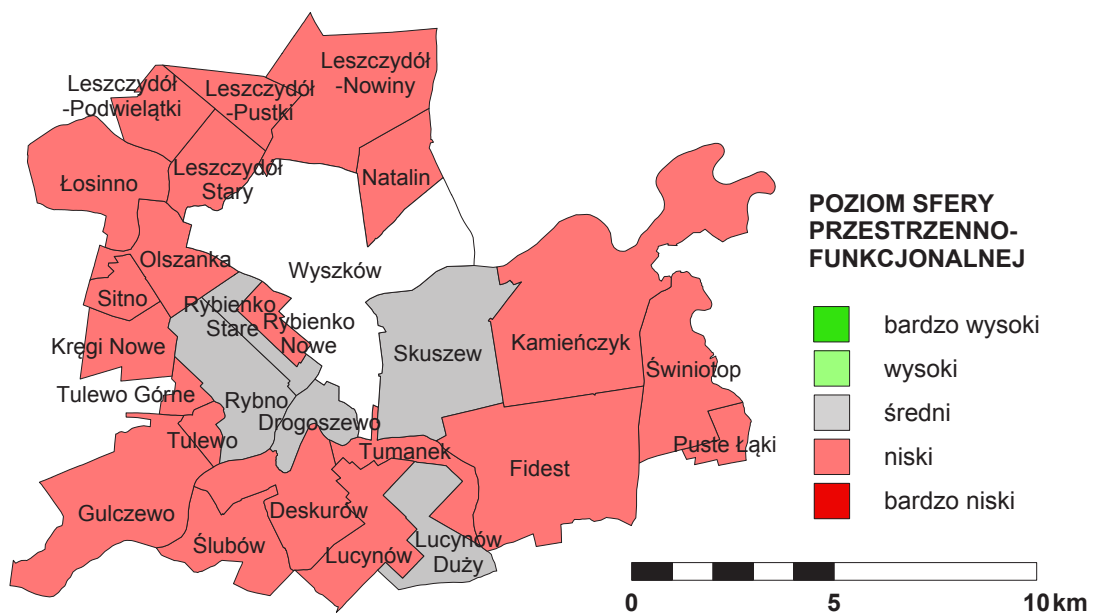 Leszczydół
-Nowiny
Leszczydół
-Podwielątki
Leszczydół
-Pustki
Leszczydół
Stary
Natalin
Łosinno
Olszanka
Wyszków
Sitno
Rybienko
Stare
Rybienko
Nowe
Kręgi Nowe
Skuszew
Kamieńczyk
Świniotop
Tulewo Górne
Rybno
Drogoszewo
Tulewo
Tumanek
Fidest
Puste Łąki
Gulczewo
Deskurów
Ślubów
Lucynów
Lucynów
Duży
POZIOM SFERY
PRZESTRZENNO-
FUNKCJONALNEJ
bardzo wysoki
wysoki
średni
niski
bardzo niski
0 5 10 km